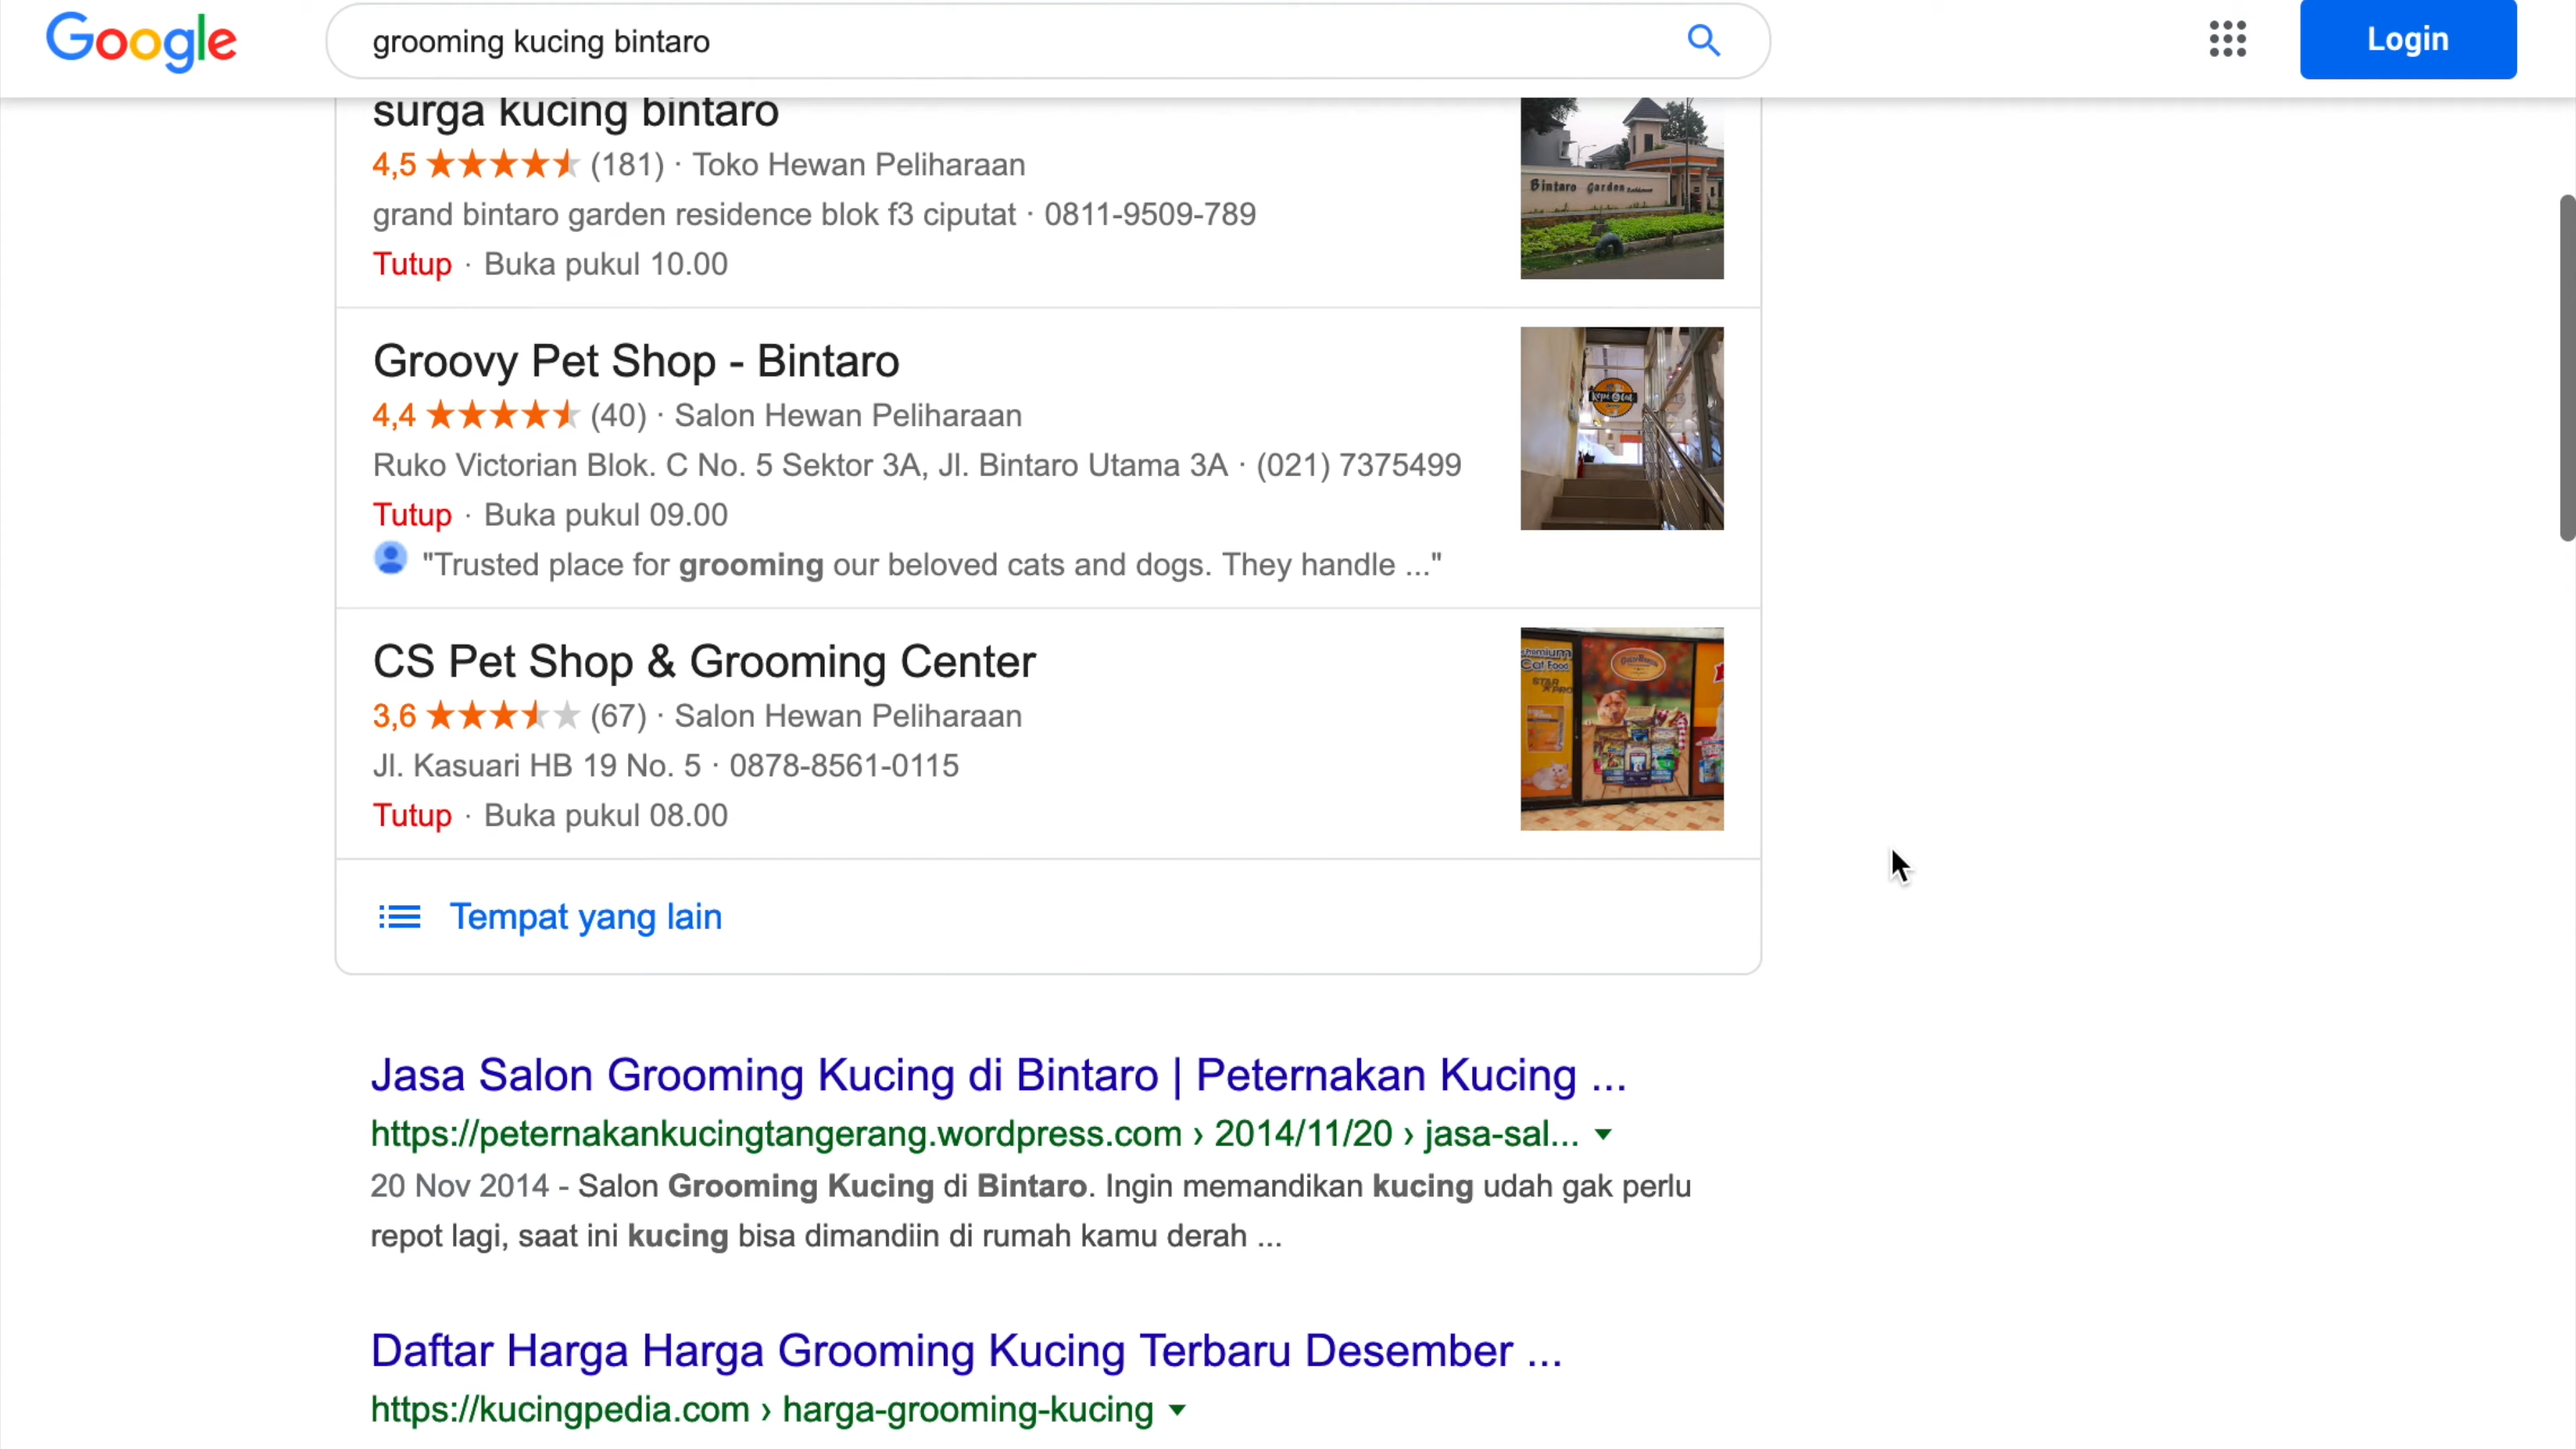 Google
grooming kucing bintaro
Login
surga kucing bintaro
4,5 (181) · Toko Hewan Peliharaan
grand bintaro garden residence blok f3 ciputat · 0811-9509-789
Tutup · Buka pukul 10.00
Bintaro Garden
Groovy Pet Shop - Bintaro
4,4 (40) · Salon Hewan Peliharaan
Ruko Victorian Blok. C No. 5 Sektor 3A, Jl. Bintaro Utama 3A · (021) 7375499
Tutup · Buka pukul 09.00
"Trusted place for grooming our beloved cats and dogs. They handle ..."
CS Pet Shop & Grooming Center
3,6 (67) · Salon Hewan Peliharaan
Jl. Kasuari HB 19 No. 5 · 0878-8561-0115
Tutup · Buka pukul 08.00
Cat Food
STAR PRO
Tempat yang lain
Jasa Salon Grooming Kucing di Bintaro | Peternakan Kucing ...
https://peternakankucingtangerang.wordpress.com › 2014/11/20 › jasa-sal...
20 Nov 2014 - Salon Grooming Kucing di Bintaro. Ingin memandikan kucing udah gak perlu
repot lagi, saat ini kucing bisa dimandiin di rumah kamu derah ...
Daftar Harga Harga Grooming Kucing Terbaru Desember ...
https://kucingpedia.com › harga-grooming-kucing